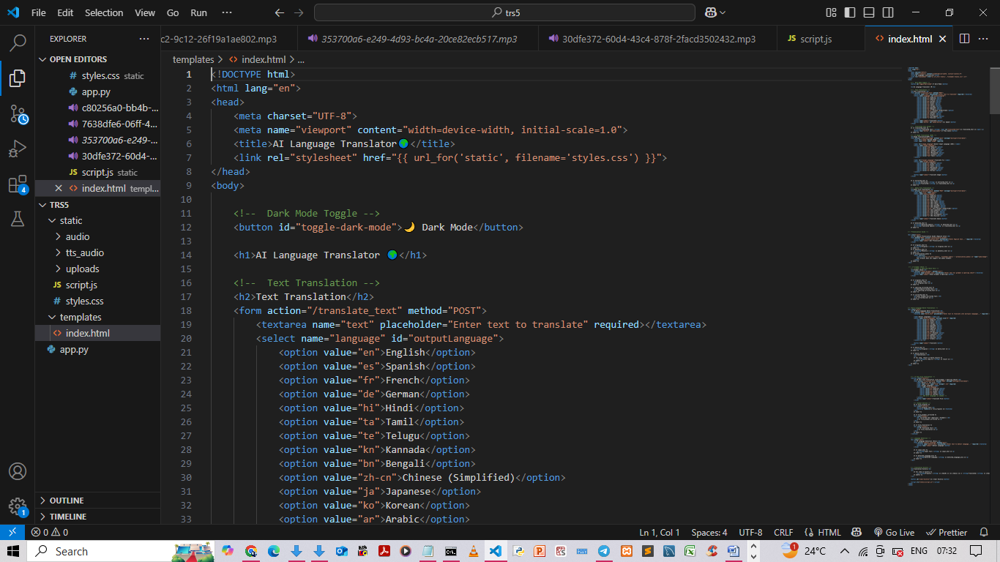 File Edit Selection View Go Run ··· trs5
EXPLORER ···
OPEN EDITORS
styles.css static
app.py
c80256a0-bb4b-...
7638dfe6-06ff-4...
353700a6-e249-...
30dfe372-60d4-...
JS script.js static
<> index.html templ...
TRS5
static
audio
tts_audio
uploads
JS script.js
# styles.css
templates
<> index.html
app.py
OUTLINE
TIMELINE
c2-9c12-26f19a1ae802.mp3 353700a6-e249-4d93-bc4a-20ce82ecb517.mp3 30dfe372-60d4-43c4-878f-2facd3502432.mp3 JS script.js <> index.html
templates > <> index.html > ...
1 <!DOCTYPE html>
2 <html lang="en">
3 <head>
4 <meta charset="UTF-8">
5 <meta name="viewport" content="width=device-width, initial-scale=1.0">
6 <title>AI Language Translator🌍</title>
7 <link rel="stylesheet" href="{{ url_for('static', filename='styles.css') }}">
8 </head>
9 <body>
10
11 <!--  Dark Mode Toggle -->
12 <button id="toggle-dark-mode">🌙 Dark Mode</button>
13
14 <h1>AI Language Translator 🌍</h1>
15
16 <!--  Text Translation -->
17 <h2>Text Translation</h2>
18 <form action="/translate_text" method="POST">
19 <textarea name="text" placeholder="Enter text to translate" required></textarea>
20 <select name="language" id="outputLanguage">
21 <option value="en">English</option>
22 <option value="es">Spanish</option>
23 <option value="fr">French</option>
24 <option value="de">German</option>
25 <option value="hi">Hindi</option>
26 <option value="ta">Tamil</option>
27 <option value="te">Telugu</option>
28 <option value="kn">Kannada</option>
29 <option value="bn">Bengali</option>
30 <option value="zh-cn">Chinese (Simplified)</option>
31 <option value="ja">Japanese</option>
32 <option value="ko">Korean</option>
33 <option value="ar">Arabic</option>
0 0 Ln 1, Col 1 Spaces: 4 UTF-8 CRLF {} HTML Go Live Prettier
Search 24°C ENG 07:32